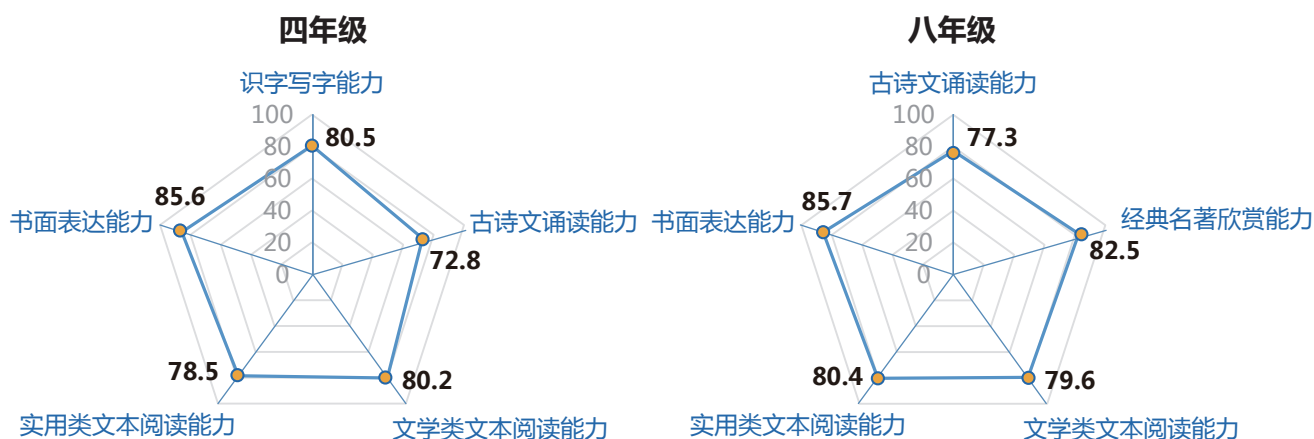 四年级
识字写字能力
100
80
60
40
20
0
80.5
85.6
书面表达能力
古诗文诵读能力
72.8
78.5
80.2
实用类文本阅读能力
文学类文本阅读能力
八年级
古诗文诵读能力
100
80
60
40
20
0
77.3
85.7
书面表达能力
经典名著欣赏能力
82.5
80.4
79.6
实用类文本阅读能力
文学类文本阅读能力